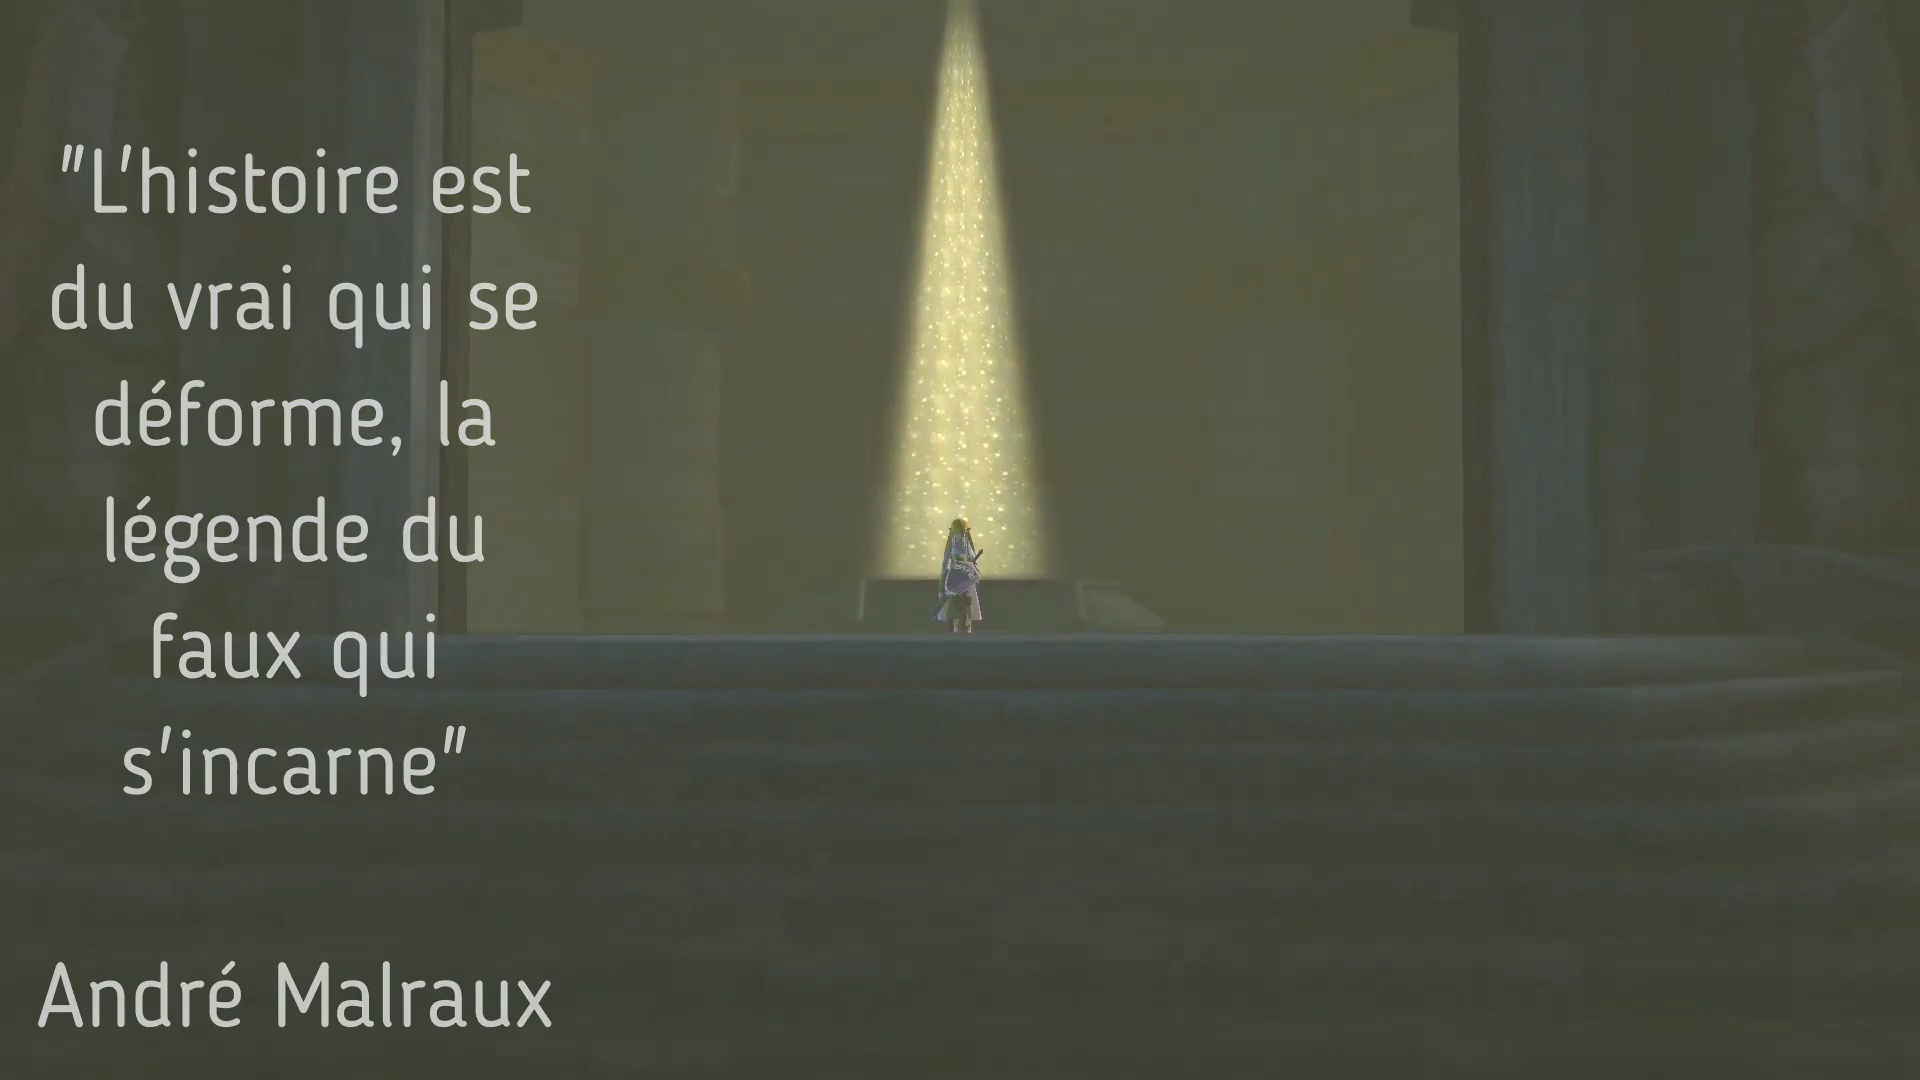 "L'histoire est
du vrai qui se
déforme, la
légende du
faux qui
s'incarne"
André Malraux